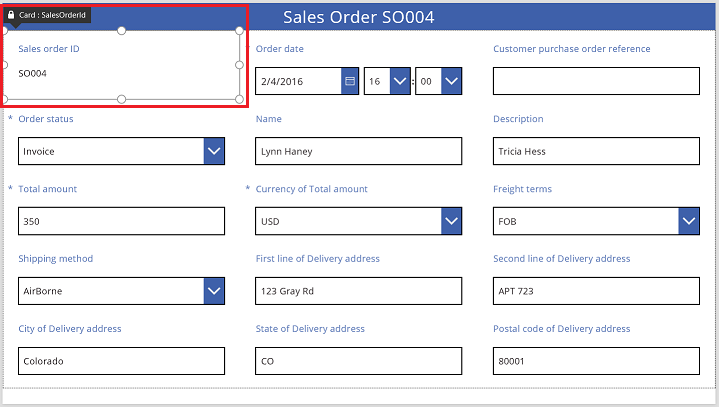 Card : SalesOrderId
Sales Order SO004
Sales order ID
* Order date
Customer purchase order reference
SO004
2/4/2016
16 : 00
* Order status
Name
Description
Invoice
Lynn Haney
Tricia Hess
* Total amount
* Currency of Total amount
Freight terms
350
USD
FOB
Shipping method
First line of Delivery address
Second line of Delivery address
AirBorne
123 Gray Rd
APT 723
City of Delivery address
State of Delivery address
Postal code of Delivery address
Colorado
CO
80001